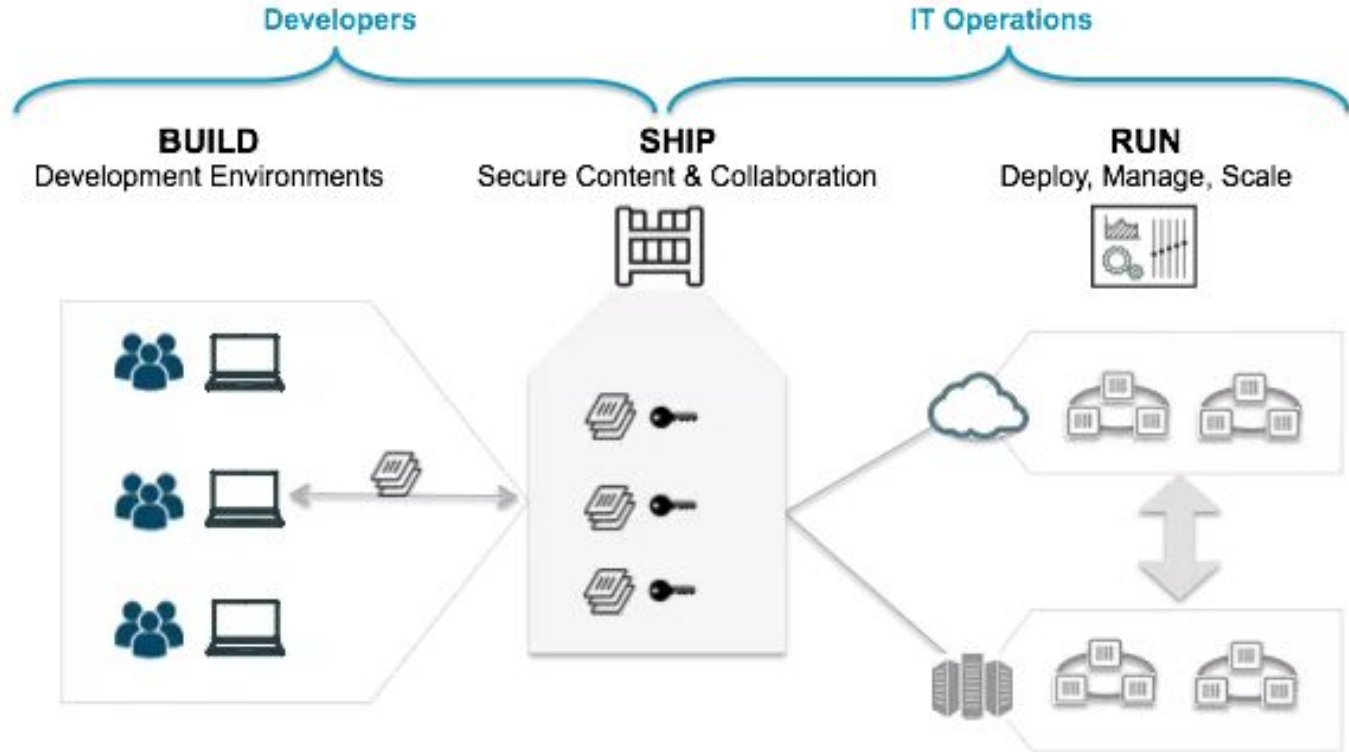 Developers
IT Operations
BUILD
Development Environments
SHIP
Secure Content & Collaboration
RUN
Deploy, Manage, Scale